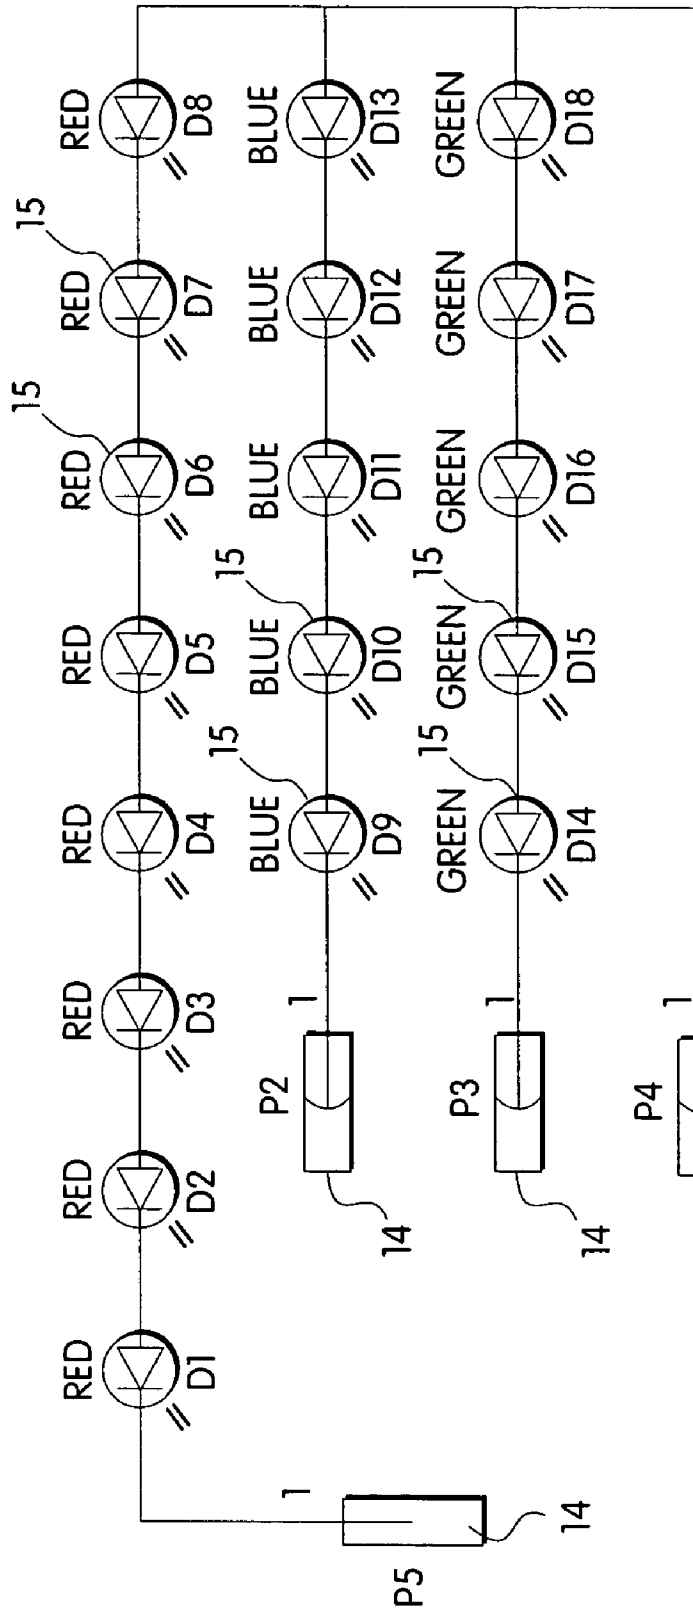 15
15
RED
RED
RED
RED
RED
RED
RED
RED
D1
D2
D3
D4
D5
D6
D7
D8
15
15
BLUE
BLUE
BLUE
BLUE
BLUE
P2
1
D9
D10
D11
D12
D13
14
15
15
GREEN
GREEN
GREEN
GREEN
GREEN
P3
1
D14
D15
D16
D17
D18
14
1
P5
14
P4
1